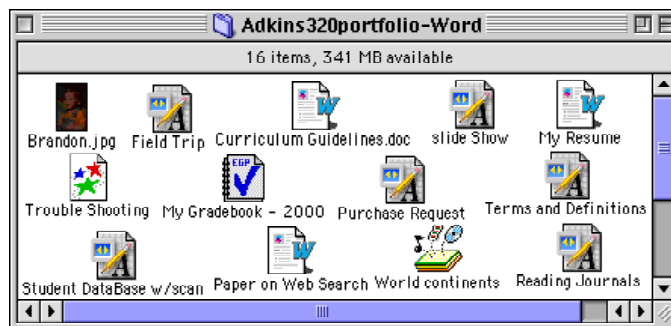 Adkins320portfolio-Word
16 items, 341 MB available
Brandon.jpg Field Trip Curriculum Guidelines.doc slide Show My Resume
Trouble Shooting My Gradebook - 2000 Purchase Request Terms and Definitions
Student DataBase w/scan Paper on Web Search World continents Reading Journals